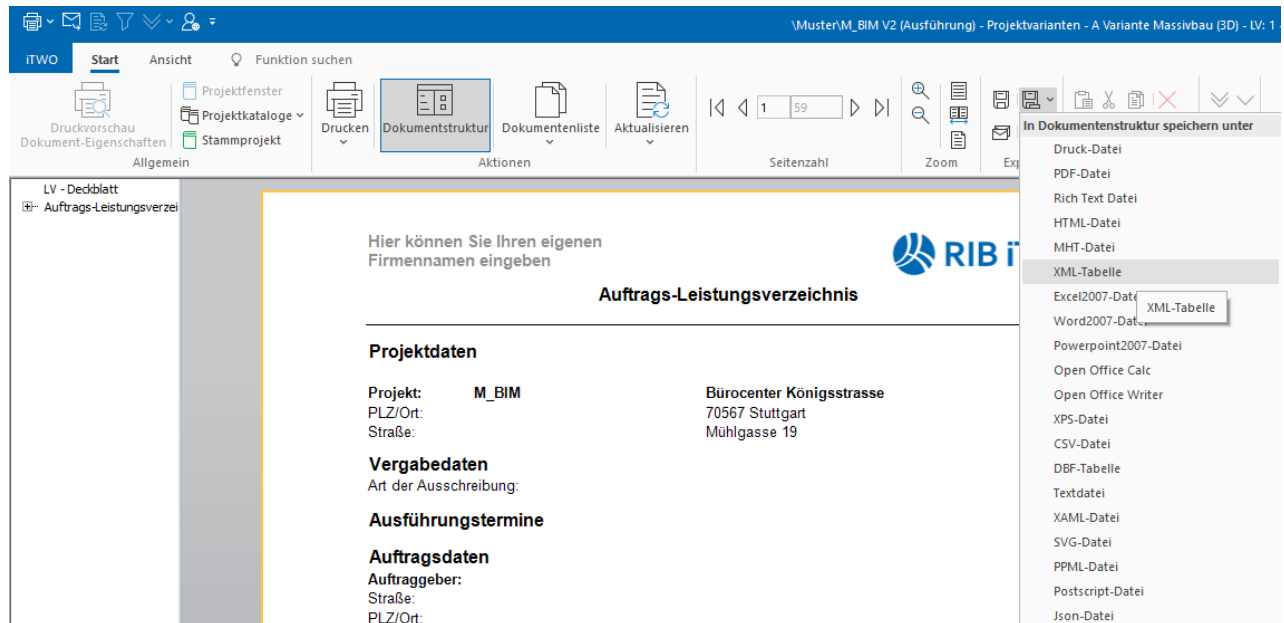 \Muster\M_BIM V2 (Ausführung) - Projektvarianten - A Variante Massivbau (3D) - LV: 1 -
iTWO Start Ansicht Funktion suchen
Druckvorschau
Dokument-Eigenschaften
Projektfenster
Projektkataloge
Stammprojekt
Allgemein
Drucken
Dokumentstruktur
Dokumentenliste
Aktualisieren
Aktionen
1 59
Seitenzahl
Zoom
Exp
In Dokumentenstruktur speichern unter
Druck-Datei
PDF-Datei
Rich Text Datei
HTML-Datei
MHT-Datei
XML-Tabelle
Excel2007-Date
XML-Tabelle
Word2007-Datei
Powerpoint2007-Datei
Open Office Calc
Open Office Writer
XPS-Datei
CSV-Datei
DBF-Tabelle
Textdatei
XAML-Datei
SVG-Datei
PPML-Datei
Postscript-Datei
Json-Datei
LV - Deckblatt
Auftrags-Leistungsverzei
Hier können Sie Ihren eigenen
Firmennamen eingeben
RIB iT
Auftrags-Leistungsverzeichnis
Projektdaten
Projekt: M_BIM Bürocenter Königsstrasse
PLZ/Ort: 70567 Stuttgart
Straße: Mühlgasse 19
Vergabedaten
Art der Ausschreibung:
Ausführungstermine
Auftragsdaten
Auftraggeber:
Straße:
PLZ/Ort: